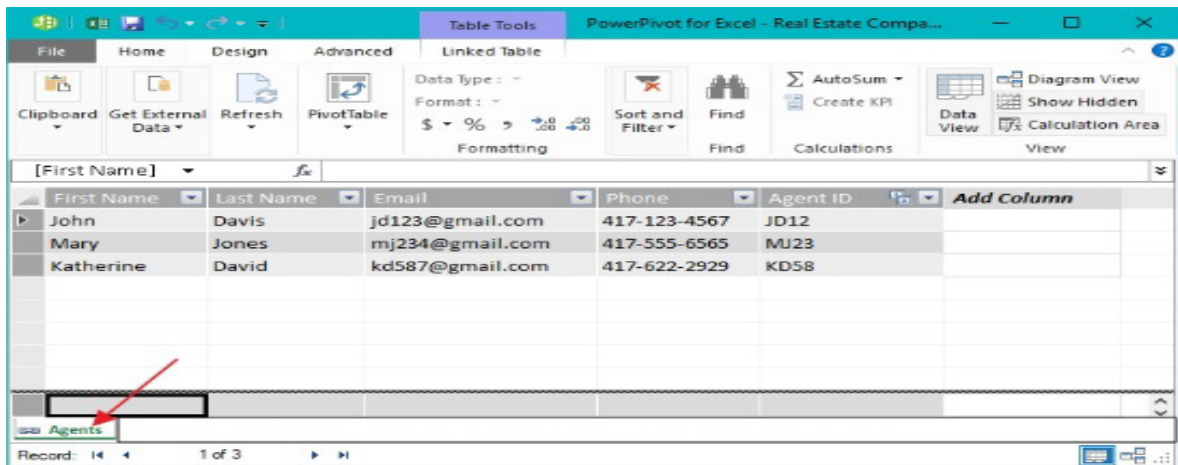 Table Tools PowerPivot for Excel - Real Estate Compa...
File Home Design Advanced Linked Table
Clipboard
Get External Data
Refresh
PivotTable
Data Type :
Format :
$ % , .00 .00
Formatting
Sort and Filter
Find
Find
∑ AutoSum
Create KPI
Calculations
Data View
Diagram View
Show Hidden
Calculation Area
View
[First Name] fx
First Name Last Name Email Phone Agent ID Add Column
John Davis jd123@gmail.com 417-123-4567 JD12
Mary Jones mj234@gmail.com 417-555-6565 MJ23
Katherine David kd587@gmail.com 417-622-2929 KD58
Agents
Record: 1 of 3